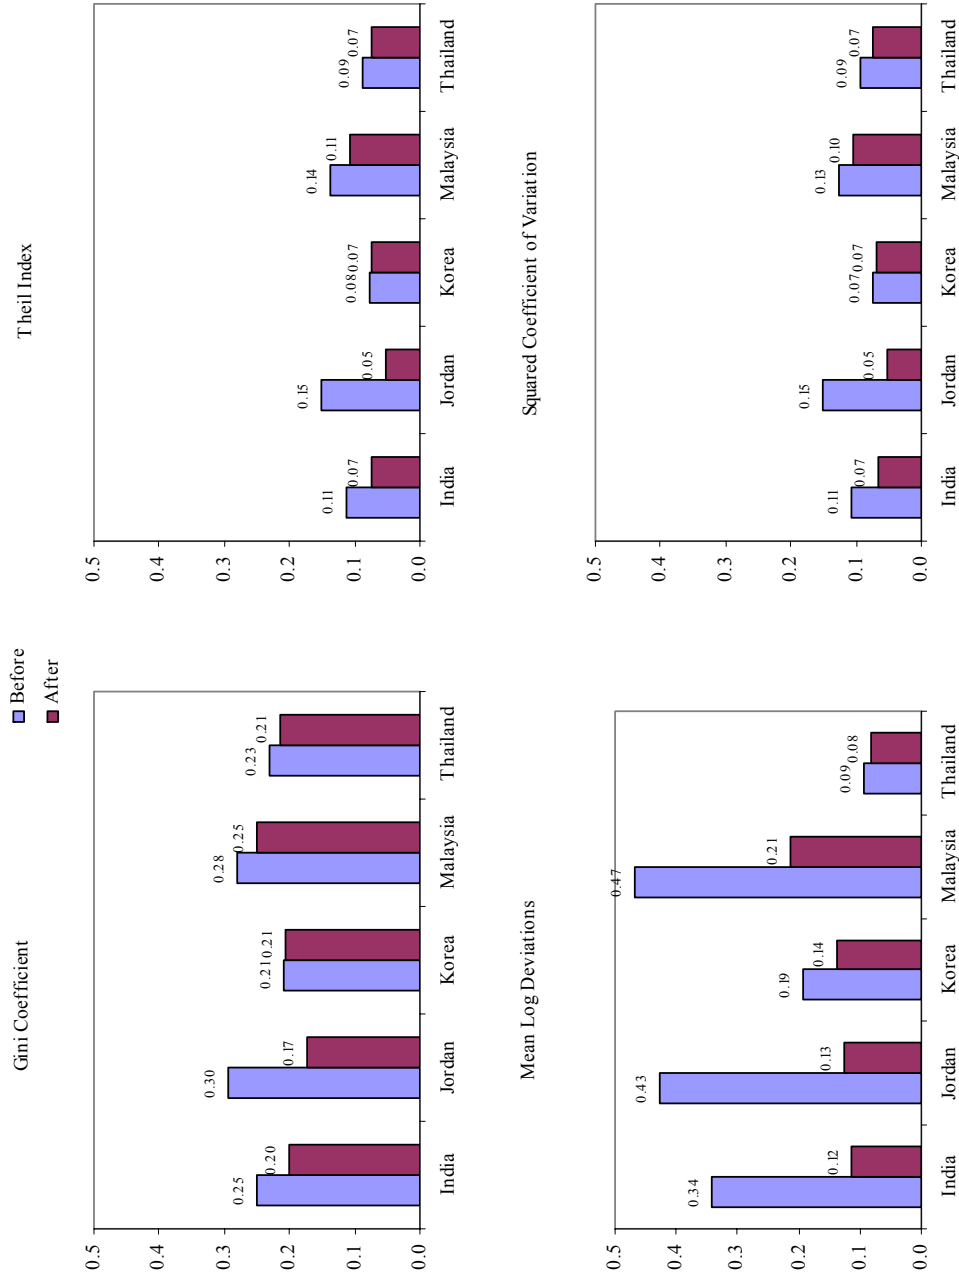 Before
After
Gini Coefficient
0.5
0.4
0.3
0.2
0.1
0.0
0.25
0.20
0.30
0.17
0.21
0.21
0.28
0.25
0.23
0.21
India
Jordan
Korea
Malaysia
Thailand
Theil Index
0.5
0.4
0.3
0.2
0.1
0.0
0.11
0.07
0.15
0.05
0.08
0.07
0.14
0.11
0.09
0.07
India
Jordan
Korea
Malaysia
Thailand
Mean Log Deviations
0.5
0.4
0.3
0.2
0.1
0.0
0.34
0.12
0.43
0.13
0.19
0.14
0.47
0.21
0.09
0.08
India
Jordan
Korea
Malaysia
Thailand
Squared Coefficient of Variation
0.5
0.4
0.3
0.2
0.1
0.0
0.11
0.07
0.15
0.05
0.07
0.07
0.13
0.10
0.09
0.07
India
Jordan
Korea
Malaysia
Thailand